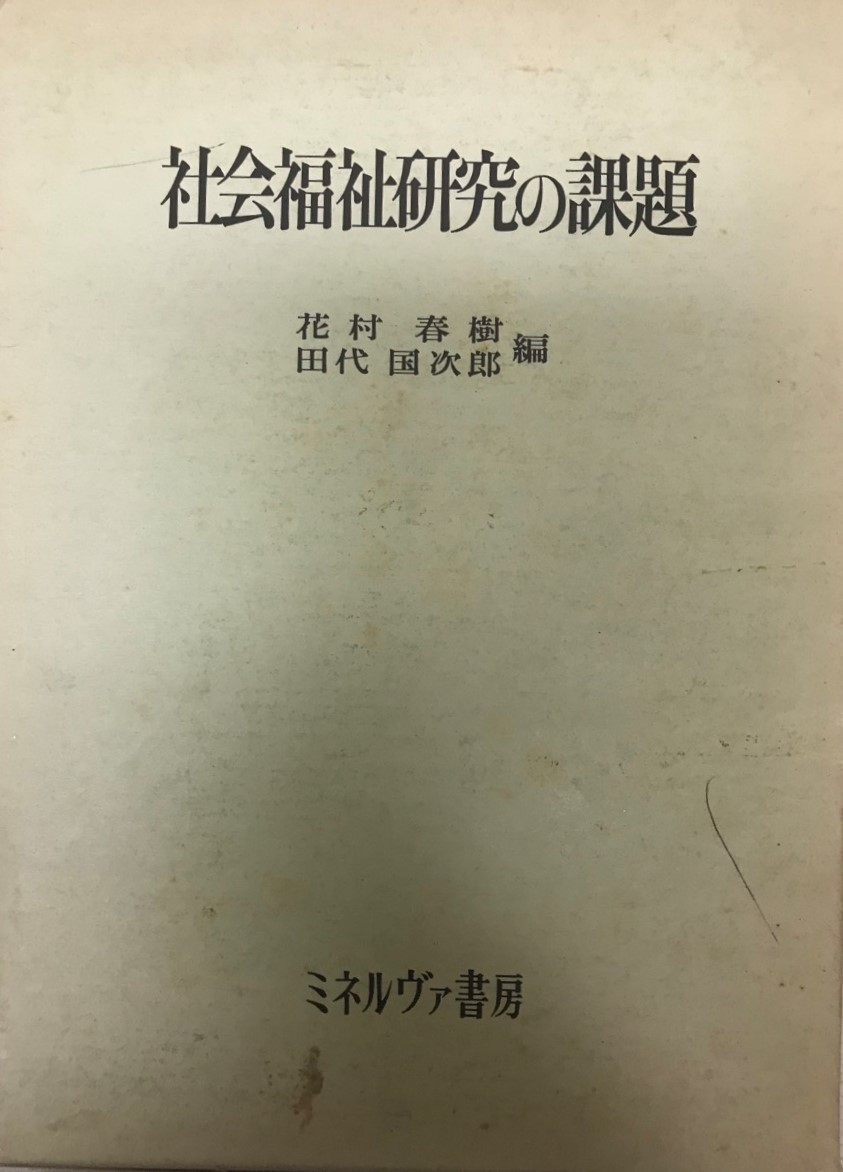 社会福祉研究の課題
花村 春樹
田代 国次郎 編
ミネルヴァ書房